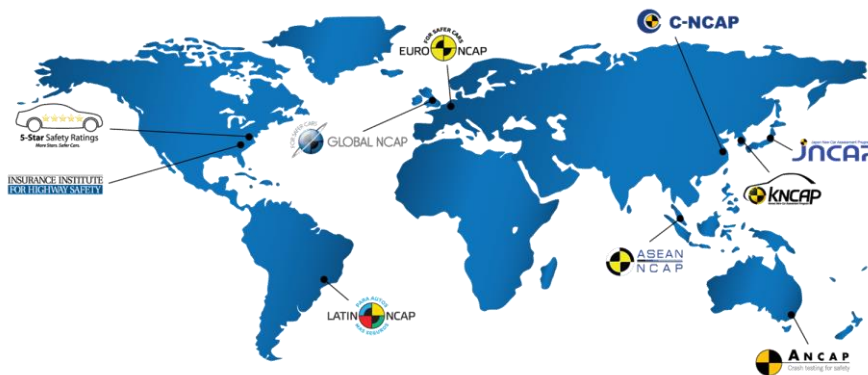 C-NCAP
FOR SAFER CARS
EURO NCAP
5-Star Safety Ratings
More Stars. Safer Cars.
FOR SAFER CARS
GLOBAL NCAP
JNCAP
INSURANCE INSTITUTE
FOR HIGHWAY SAFETY
KNCAP
ASEAN
NCAP
PARA AUTOS
LATIN NCAP
MÁS SEGUROS
ANCAP
Crash testing for safety